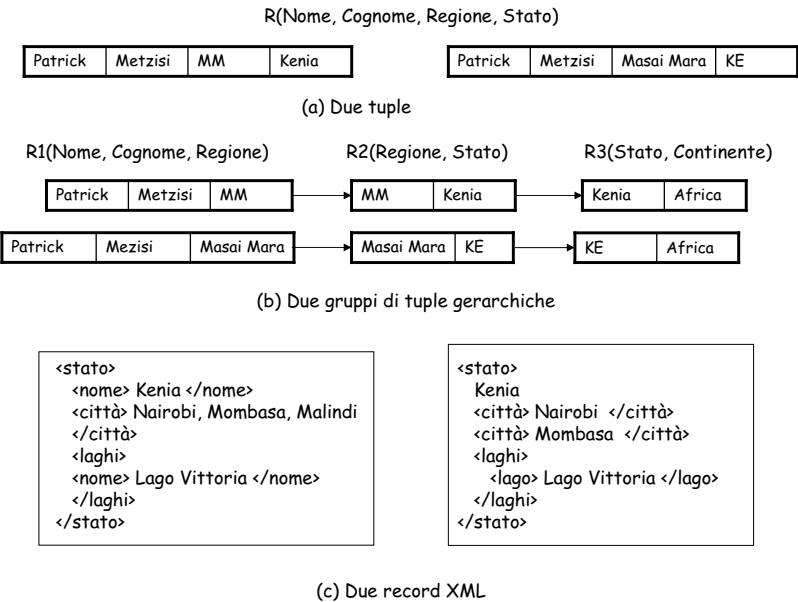 R(Nome, Cognome, Regione, Stato)
Patrick Metzisi MM Kenia
Patrick Metzisi Masai Mara KE
(a) Due tuple
R1(Nome, Cognome, Regione)
R2(Regione, Stato)
R3(Stato, Continente)
Patrick Metzisi MM
MM Kenia
Kenia Africa
Patrick Mezisi Masai Mara
Masai Mara KE
KE Africa
(b) Due gruppi di tuple gerarchiche
<stato>
<nome> Kenia </nome>
<città> Nairobi, Mombasa, Malindi
</città>
<laghi>
<nome> Lago Vittoria </nome>
</laghi>
</stato>
<stato>
Kenia
<città> Nairobi </città>
<città> Mombasa </città>
<laghi>
<lago> Lago Vittoria </lago>
</laghi>
</stato>
(c) Due record XML